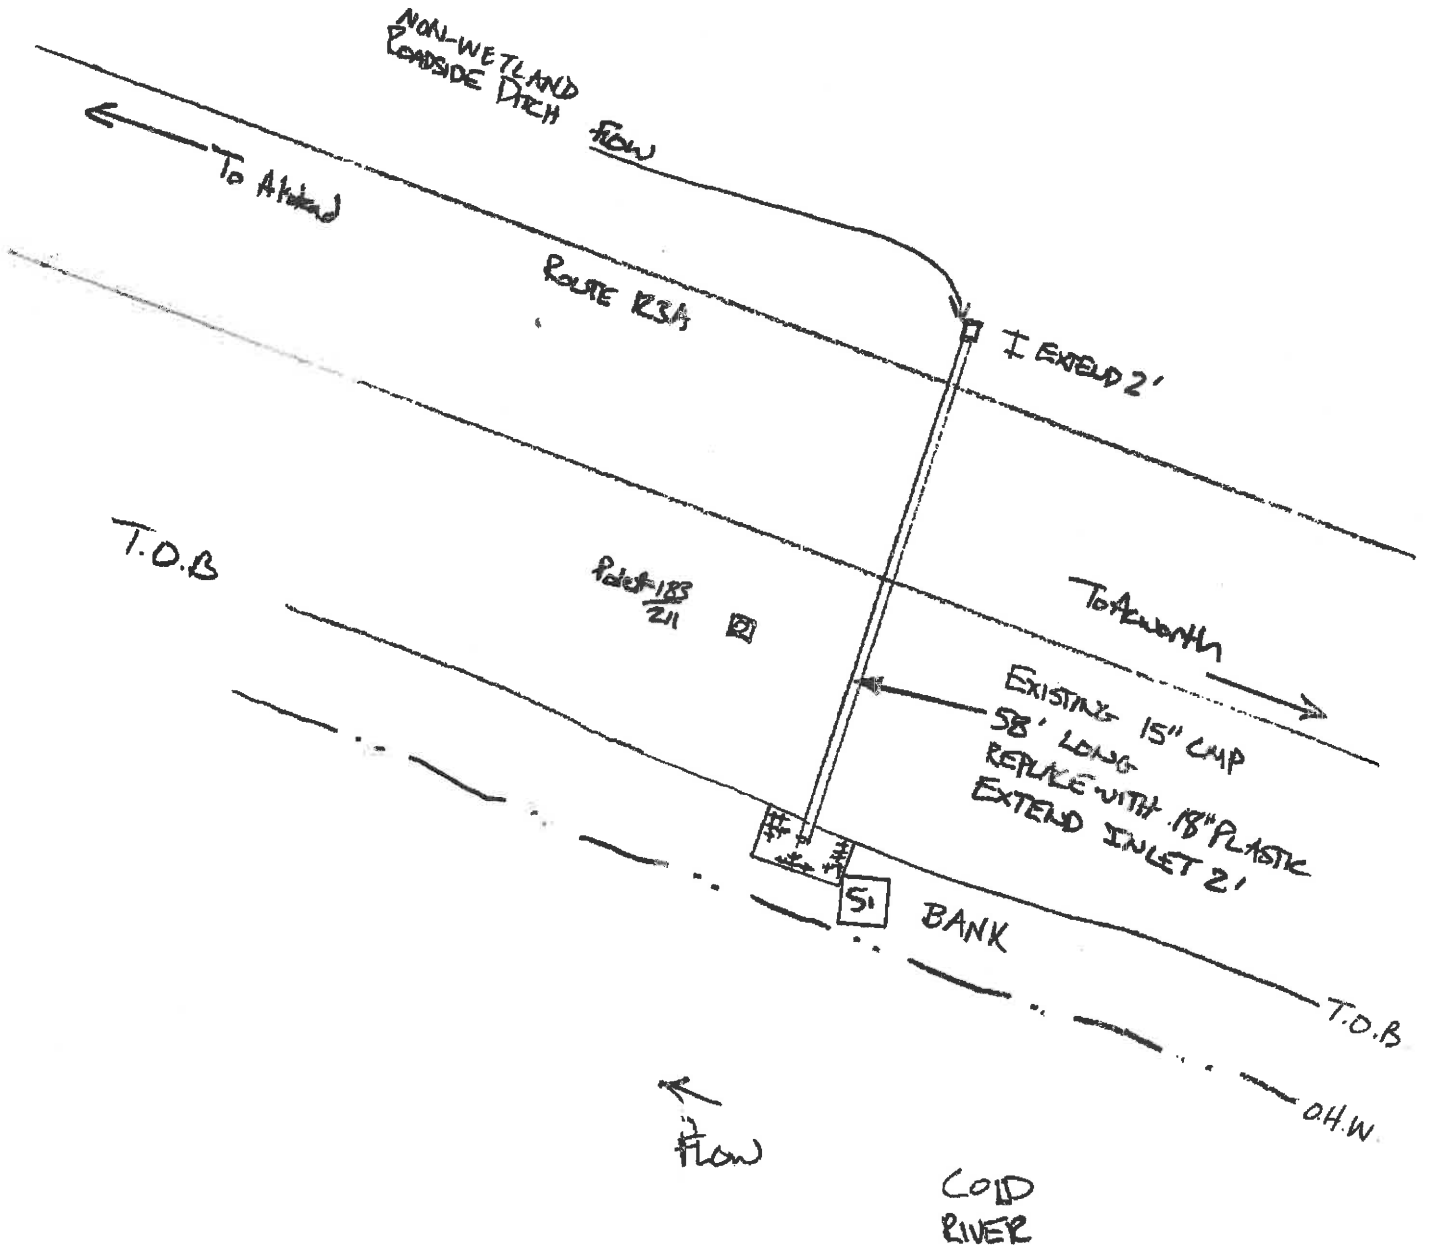 NON-WETLAND
ROADSIDE DITCH
FLOW
To
ROUTE 123A
I EXTEND 2'
T.O.B
Pole# 183
211
To Acworth
EXISTING 15" CMP
58' LONG
REPLACE WITH 18" PLASTIC
EXTEND INLET 2'
S1
BANK
T.O.B
O.H.W.
FLOW
COLD
RIVER